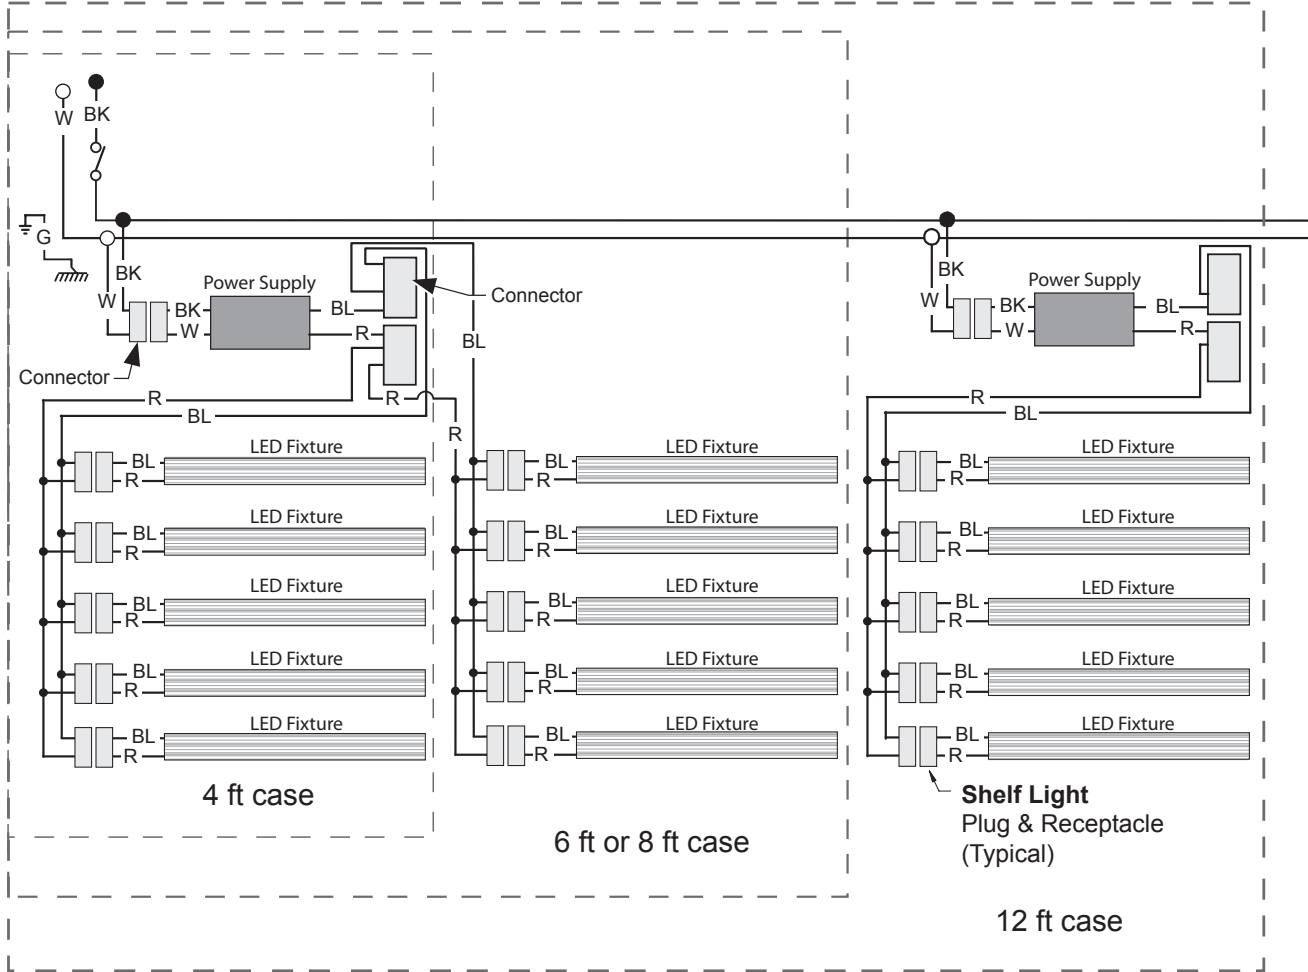 W
BK
G
BK
W
BK
W
Power Supply
BL
R
Connector
Connector
R
BL
R
BL
R
LED Fixture
BL
R
LED Fixture
BL
R
LED Fixture
BL
R
LED Fixture
BL
R
LED Fixture
BL
R
4 ft case
LED Fixture
BL
R
LED Fixture
BL
R
LED Fixture
BL
R
LED Fixture
BL
R
LED Fixture
BL
R
6 ft or 8 ft case
BK
W
BK
W
Power Supply
BL
R
R
BL
LED Fixture
BL
R
LED Fixture
BL
R
LED Fixture
BL
R
LED Fixture
BL
R
LED Fixture
BL
R
Shelf Light
Plug & Receptacle
(Typical)
12 ft case